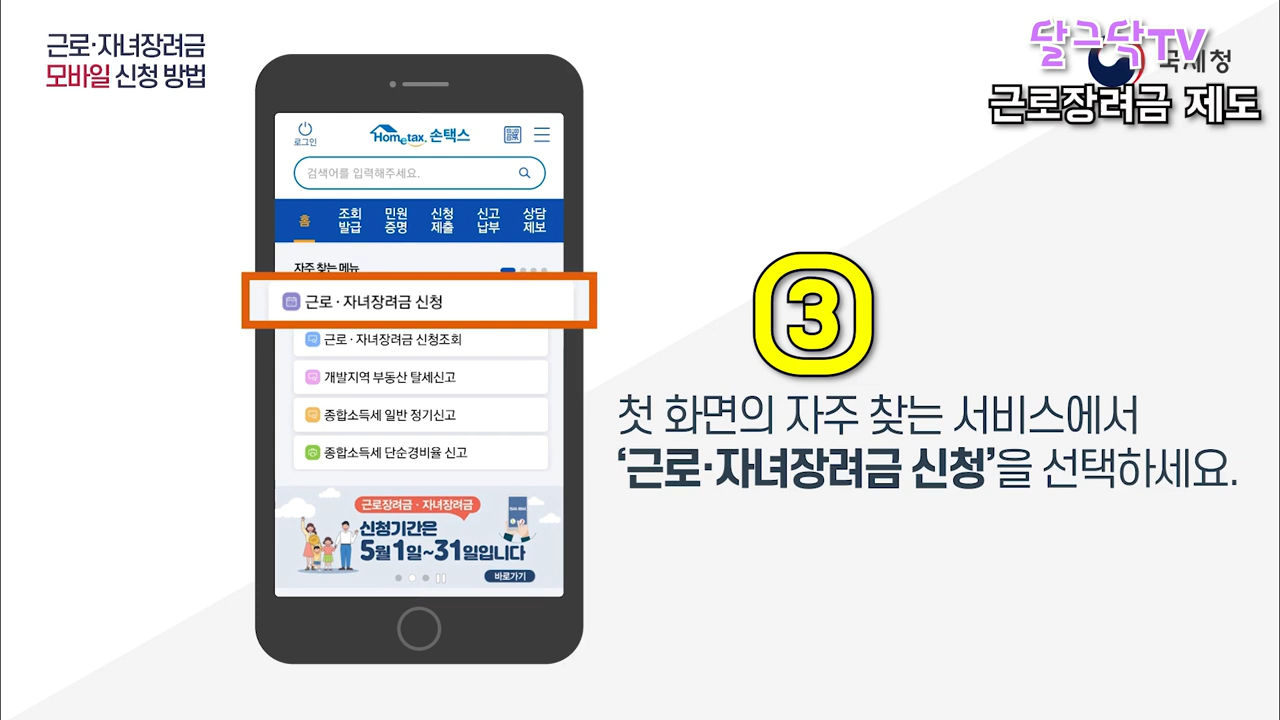 근로·자녀장려금
모바일 신청 방법
달그닥TV
국세청
근로장려금 제도
로그인
Hometax. 손택스
검색어를 입력해주세요.
홈
조회
발급
민원
증명
신청
제출
신고
납부
상담
제보
자주 찾는 메뉴
근로 · 자녀장려금 신청
근로 · 자녀장려금 신청조회
개발지역 부동산 탈세신고
종합소득세 일반 정기신고
종합소득세 단순경비율 신고
근로장려금 · 자녀장려금
신청기간은
5월 1일~31일입니다
바로가기
3
첫 화면의 자주 찾는 서비스에서
‘근로·자녀장려금 신청’을 선택하세요.